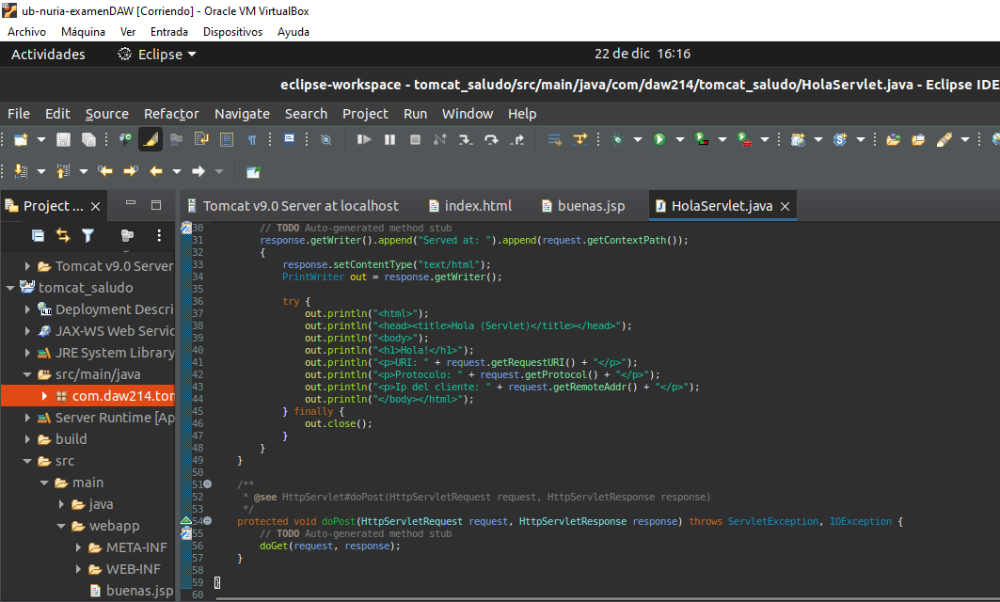 ub-nuria-examenDAW [Corriendo] - Oracle VM VirtualBox
Archivo Máquina Ver Entrada Dispositivos Ayuda
Actividades Eclipse 22 de dic 16:16
eclipse-workspace - tomcat_saludo/src/main/java/com/daw214/tomcat_saludo/HolaServlet.java - Eclipse IDE
File Edit Source Refactor Navigate Search Project Run Window Help
Project ...
Tomcat v9.0 Server at localhost index.html buenas.jsp HolaServlet.java
Tomcat v9.0 Server
tomcat_saludo
Deployment Descri
JAX-WS Web Servic
JRE System Library
src/main/java
com.daw214.tom
Server Runtime [Ap
build
src
main
java
webapp
META-INF
WEB-INF
buenas.jsp
30 // TODO Auto-generated method stub
31 response.getWriter().append("Served at: ").append(request.getContextPath());
32 {
33 response.setContentType("text/html");
34 PrintWriter out = response.getWriter();
35
36 try {
37 out.println("<html>");
38 out.println("<head><title>Hola (Servlet)</title></head>");
39 out.println("<body>");
40 out.println("<h1>Hola!</h1>");
41 out.println("<p>URI: " + request.getRequestURI() + "</p>");
42 out.println("<p>Protocolo: " + request.getProtocol() + "</p>");
43 out.println("<p>Ip del cliente: " + request.getRemoteAddr() + "</p>");
44 out.println("</body></html>");
45 } finally {
46 out.close();
47 }
48 }
49 }
50
51 /**
52 * @see HttpServlet#doPost(HttpServletRequest request, HttpServletResponse response)
53 */
54 protected void doPost(HttpServletRequest request, HttpServletResponse response) throws ServletException, IOException {
55 // TODO Auto-generated method stub
56 doGet(request, response);
57 }
58
59 }
60